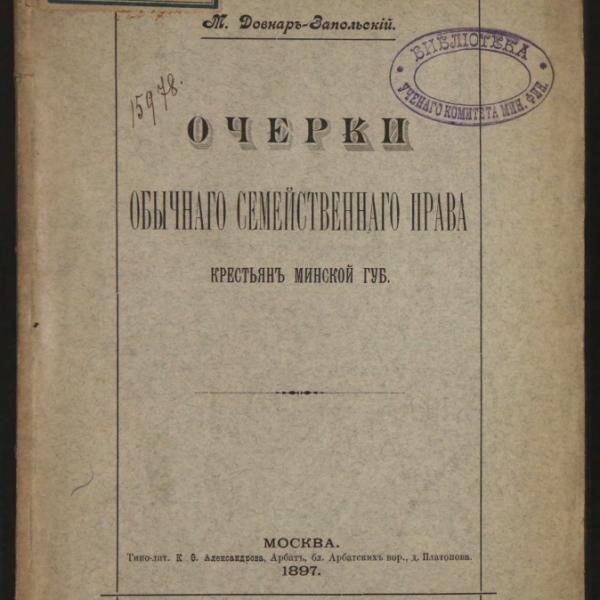 М. Довнаръ-Запольскій.
БИБЛІОТЕКА
УЧЕНАГО КОМИТЕТА МИН. ФИН.
15978.
ОЧЕРКИ
ОБЫЧНАГО СЕМЕЙСТВЕННАГО ПРАВА
КРЕСТЬЯНЪ МИНСКОЙ ГУБ.
МОСКВА.
Типо-лит. К. Ѳ. Александрова, Арбатъ, бл. Арбатскихъ вор., д. Платонова.
1897.